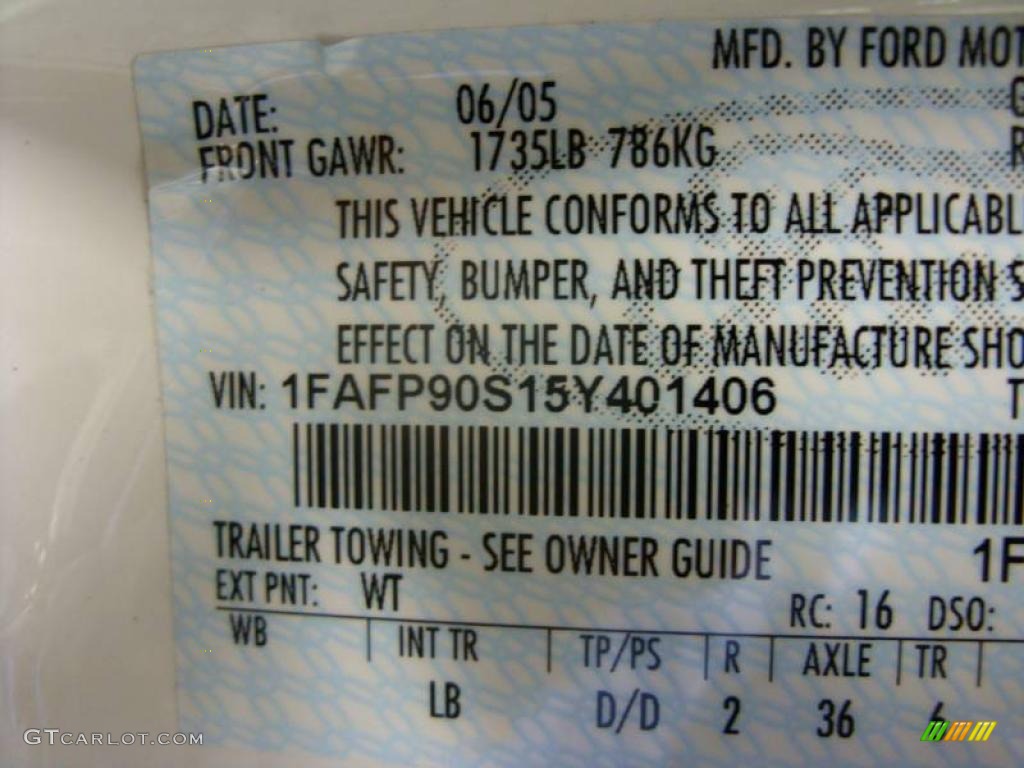 MFD. BY FORD MOT
DATE: 06/05
FRONT GAWR: 1735LB 786KG
THIS VEHICLE CONFORMS TO ALL APPLICABL
SAFETY, BUMPER, AND THEFT PREVENTION S
EFFECT ON THE DATE OF MANUFACTURE SHO
VIN: 1FAFP90S15Y401406 T
TRAILER TOWING - SEE OWNER GUIDE 1F
EXT PNT: WT RC: 16 DSO:
WB INT TR TP/PS R AXLE TR
LB D/D 2 36 6
GTCARLOT.COM